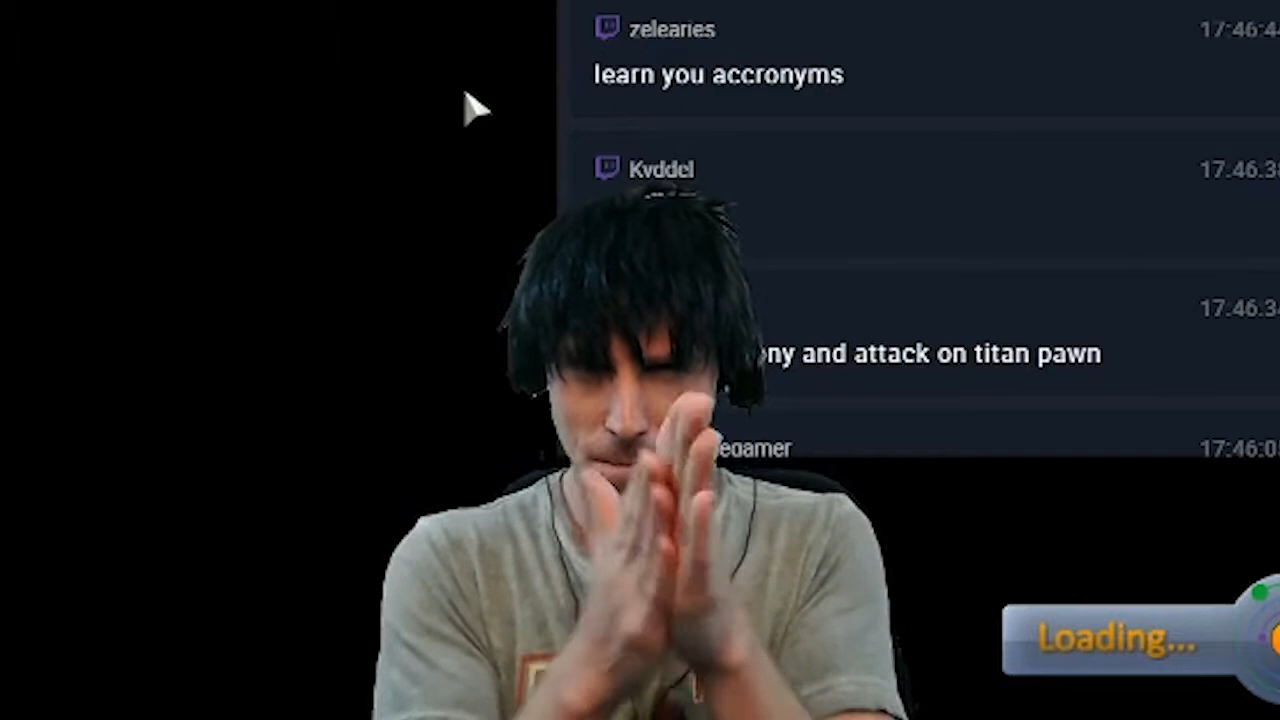 zelearies
17:46:4
learn you accronyms
Kvddel
17:46:38
17:46:3
ny and attack on titan pawn
egamer
17:46:0
Loading...